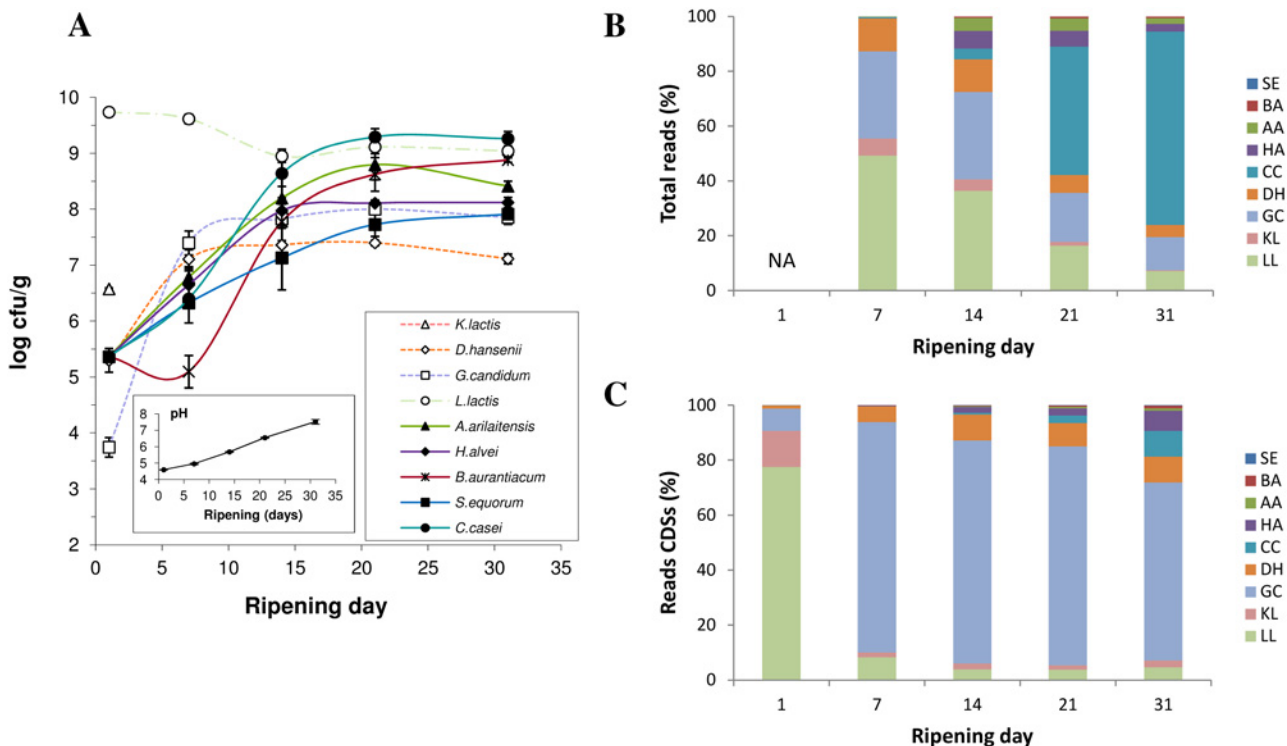 A
log cfu/g
10
9
8
7
6
5
4
3
2
0
5
10
15
20
25
30
35
Ripening day
K.lactis
D.hansenii
G.candidum
L.lactis
A.arilaitensis
H.alvei
B.aurantiacum
S.equorum
C.casei
pH
8
7
6
5
4
0 5 10 15 20 25 30 35
Ripening (days)
B
Total reads (%)
100
80
60
40
20
0
NA
1 7 14 21 31
Ripening day
SE
BA
AA
HA
CC
DH
GC
KL
LL
C
Reads CDSs (%)
100
80
60
40
20
0
1 7 14 21 31
Ripening day
SE
BA
AA
HA
CC
DH
GC
KL
LL